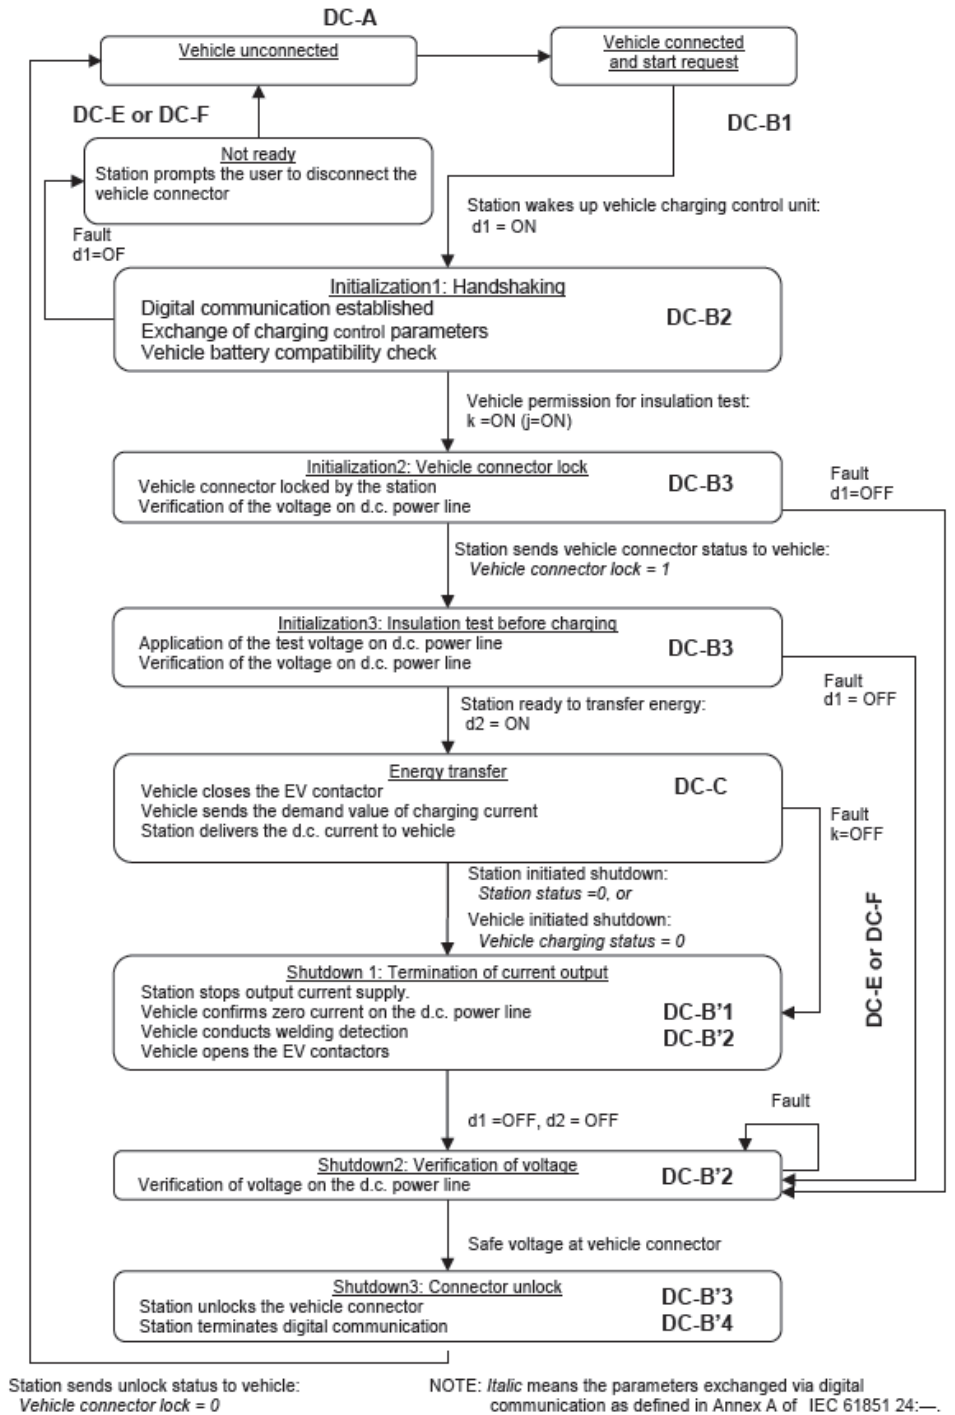 DC-A
Vehicle unconnected
Vehicle connected
and start request
DC-E or DC-F
DC-B1
Not ready
Station prompts the user to disconnect the
vehicle connector
Station wakes up vehicle charging control unit:
d1 = ON
Fault
d1=OF
Initialization1: Handshaking
Digital communication established
Exchange of charging control parameters
Vehicle battery compatibility check
DC-B2
Vehicle permission for insulation test:
k =ON (j=ON)
Initialization2: Vehicle connector lock
Vehicle connector locked by the station
Verification of the voltage on d.c. power line
DC-B3
Fault
d1=OFF
Station sends vehicle connector status to vehicle:
Vehicle connector lock = 1
Initialization3: Insulation test before charging
Application of the test voltage on d.c. power line
Verification of the voltage on d.c. power line
DC-B3
Fault
d1 = OFF
Station ready to transfer energy:
d2 = ON
Energy transfer
Vehicle closes the EV contactor
Vehicle sends the demand value of charging current
Station delivers the d.c. current to vehicle
DC-C
Fault
k=OFF
Station initiated shutdown:
Station status =0, or
Vehicle initiated shutdown:
Vehicle charging status = 0
DC-E or DC-F
Shutdown 1: Termination of current output
Station stops output current supply.
Vehicle confirms zero current on the d.c. power line
Vehicle conducts welding detection
Vehicle opens the EV contactors
DC-B'1
DC-B'2
d1 =OFF, d2 = OFF
Fault
Shutdown2: Verification of voltage
Verification of voltage on the d.c. power line
DC-B'2
Safe voltage at vehicle connector
Shutdown3: Connector unlock
Station unlocks the vehicle connector
Station terminates digital communication
DC-B'3
DC-B'4
Station sends unlock status to vehicle:
Vehicle connector lock = 0
NOTE: Italic means the parameters exchanged via digital
communication as defined in Annex A of IEC 61851 24:—.